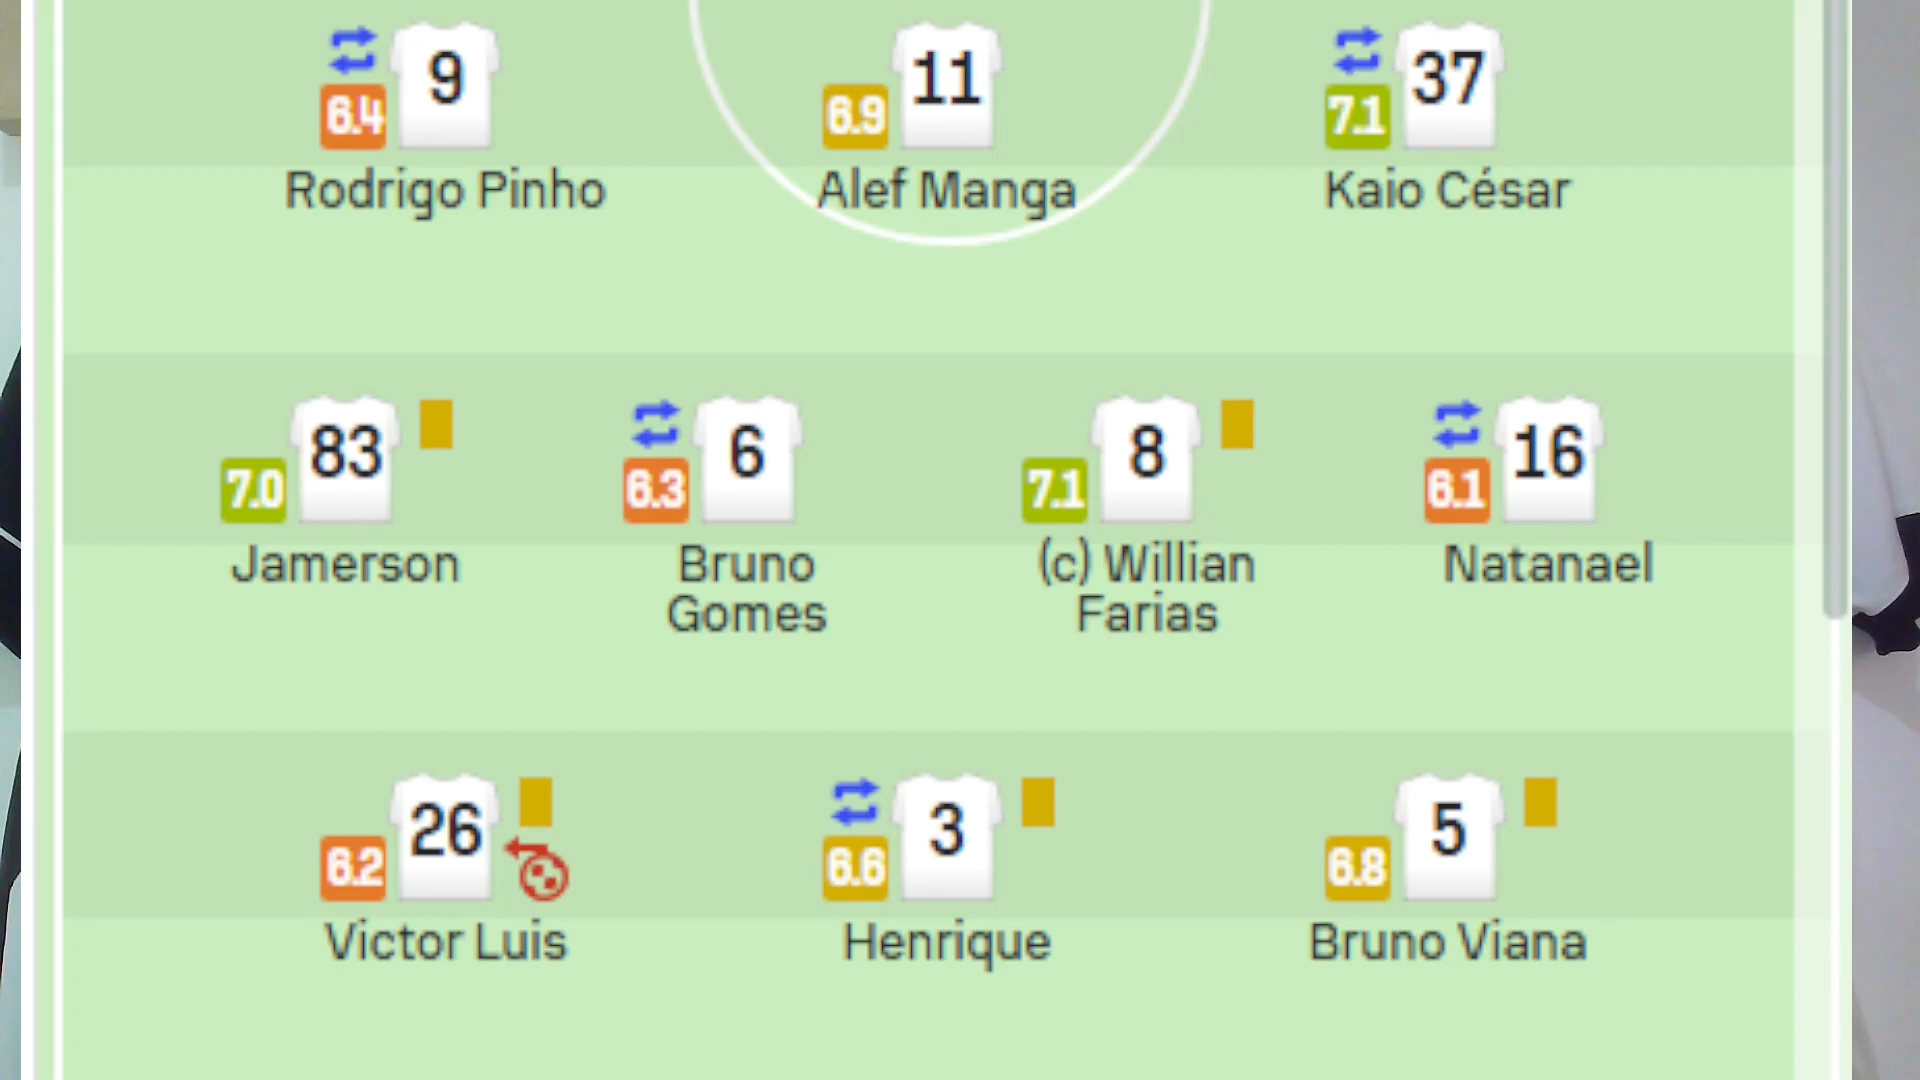 9
6.4
Rodrigo Pinho
11
6.9
Alef Manga
37
7.1
Kaio César
83
7.0
Jamerson
6
6.3
Bruno
Gomes
8
7.1
(c) Willian
Farias
16
6.1
Natanael
26
6.2
Victor Luis
3
6.6
Henrique
5
6.8
Bruno Viana